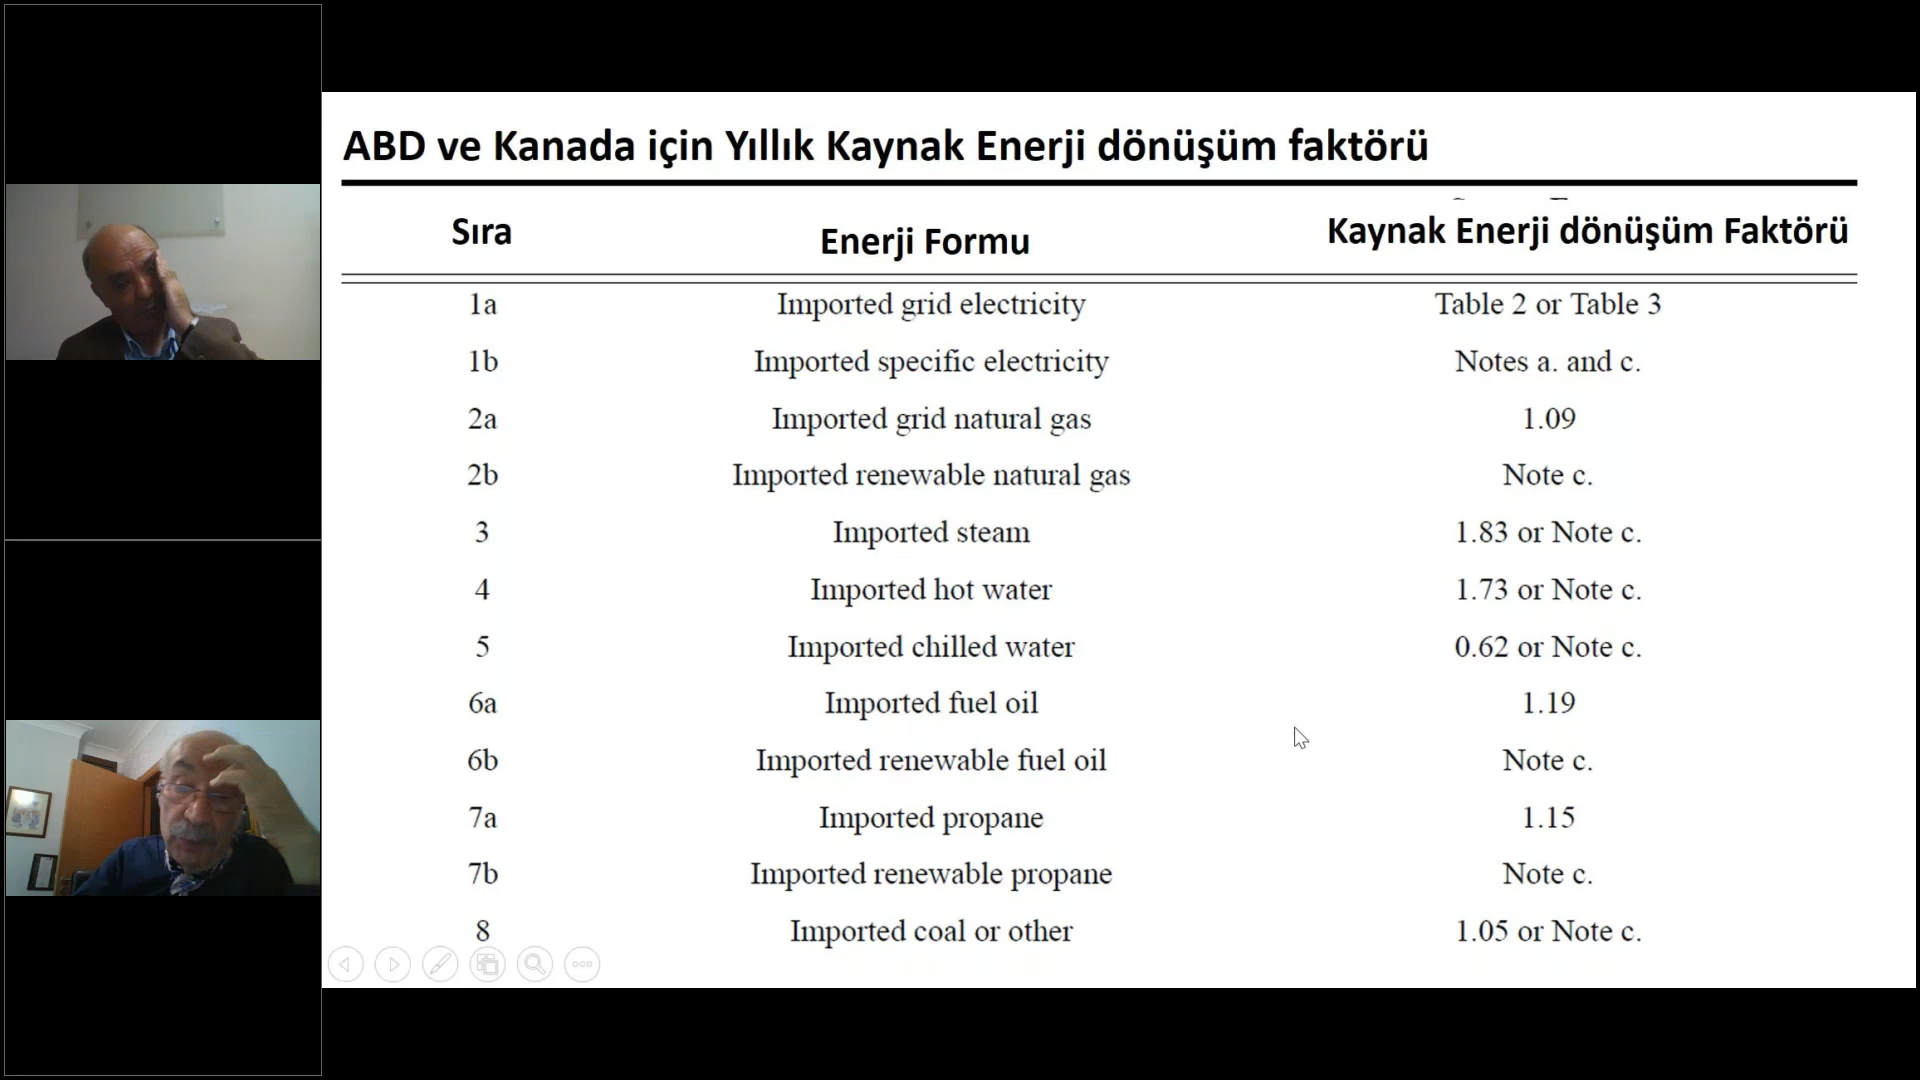 ABD ve Kanada için Yıllık Kaynak Enerji dönüşüm faktörü
Sıra Enerji Formu Kaynak Enerji dönüşüm Faktörü
1a Imported grid electricity Table 2 or Table 3
1b Imported specific electricity Notes a. and c.
2a Imported grid natural gas 1.09
2b Imported renewable natural gas Note c.
3 Imported steam 1.83 or Note c.
4 Imported hot water 1.73 or Note c.
5 Imported chilled water 0.62 or Note c.
6a Imported fuel oil 1.19
6b Imported renewable fuel oil Note c.
7a Imported propane 1.15
7b Imported renewable propane Note c.
8 Imported coal or other 1.05 or Note c.